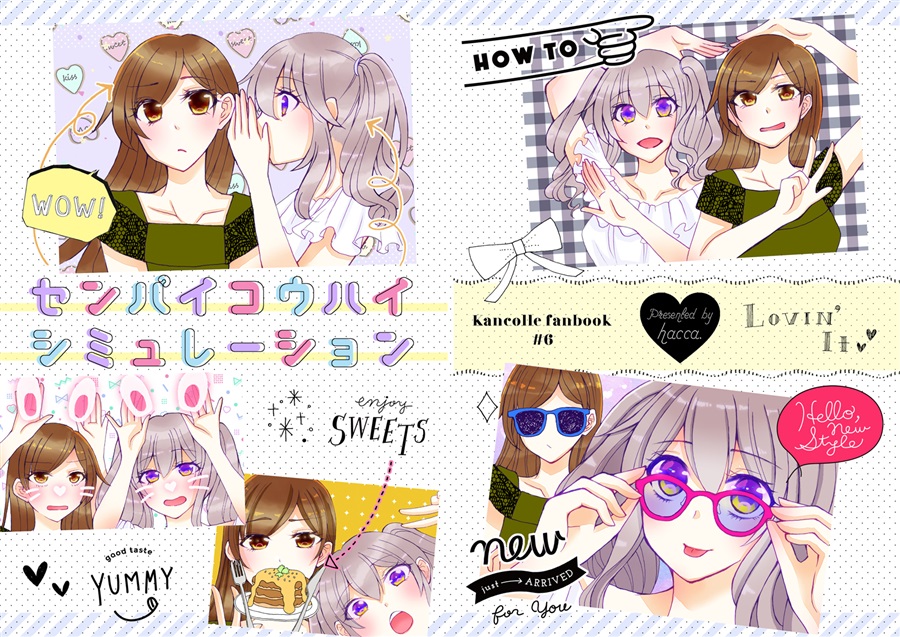 sweet
kiss
WOW!
センパイコウハイ
シミュレーション
enjoy
SWEETS
good taste
YUMMY
HOW TO
Kancolle fanbook
#6
Presented by
hacca.
LOVIN'
It
Hello,
New
Style
new
just → ARRIVED
for You